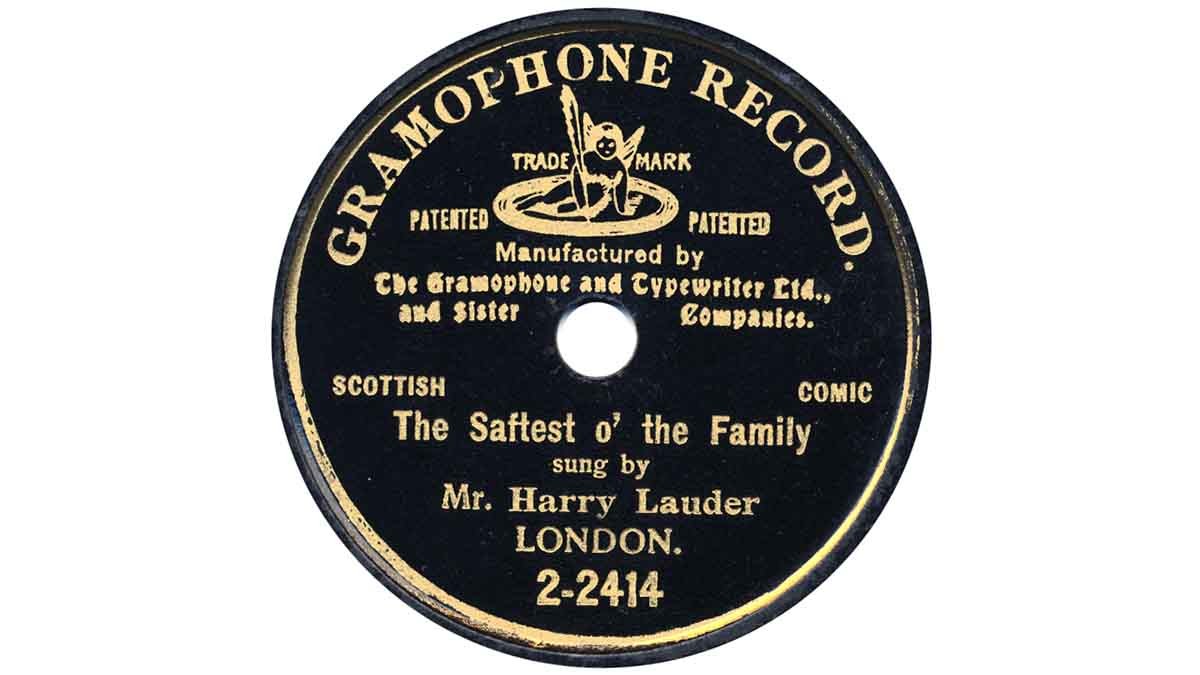 GRAMOPHONE RECORD.
TRADE MARK
PATENTED PATENTED
Manufactured by
The Gramophone and Typewriter Ltd.,
and Sister Companies.
SCOTTISH COMIC
The Saftest o' the Family
sung by
Mr. Harry Lauder
LONDON.
2-2414